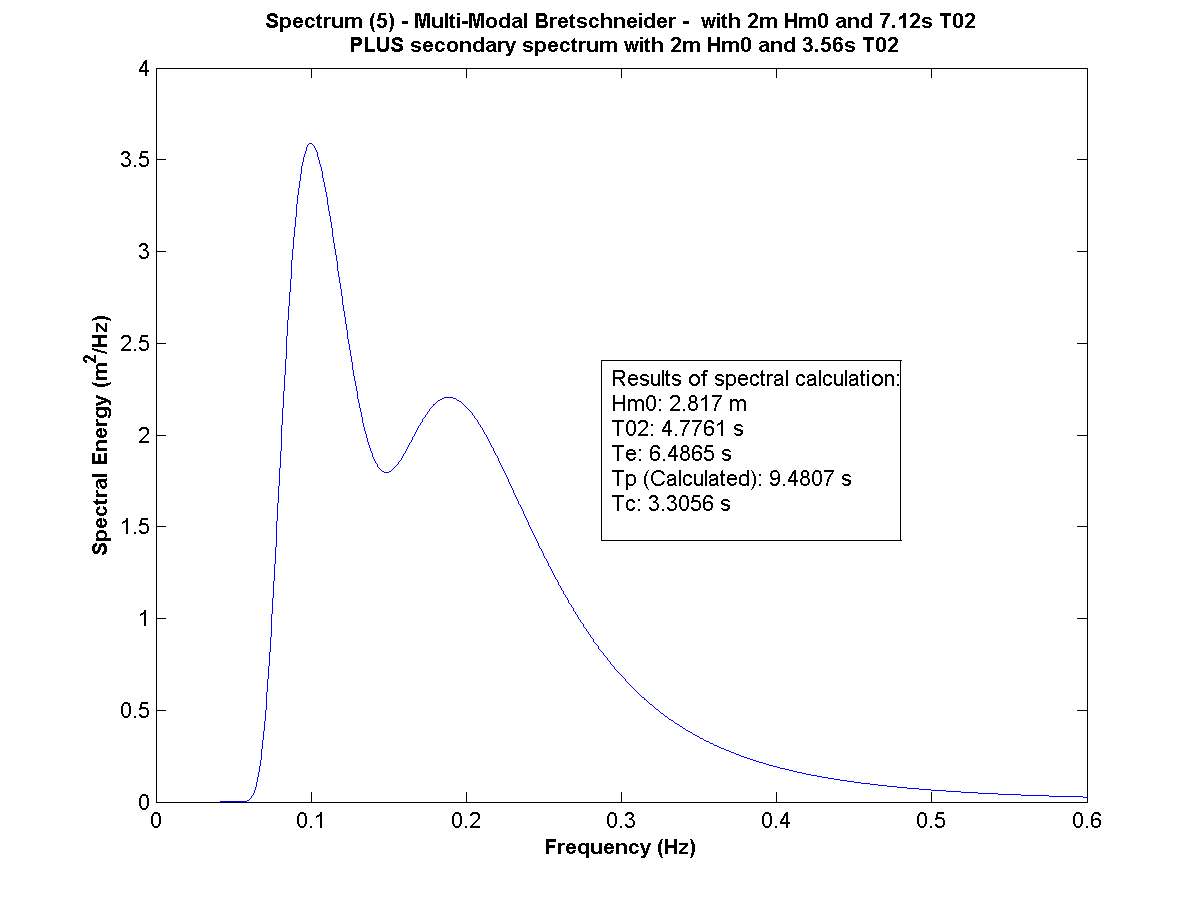 Spectrum (5) - Multi-Modal Bretschneider -  with 2m Hm0 and 7.12s T02
PLUS secondary spectrum with 2m Hm0 and 3.56s T02
4
3.5
3
2.5
2
1.5
1
0.5
0
Spectral Energy (m²/Hz)
Results of spectral calculation:
Hm0: 2.817 m
T02: 4.7761 s
Te: 6.4865 s
Tp (Calculated): 9.4807 s
Tc: 3.3056 s
0 0.1 0.2 0.3 0.4 0.5 0.6
Frequency (Hz)